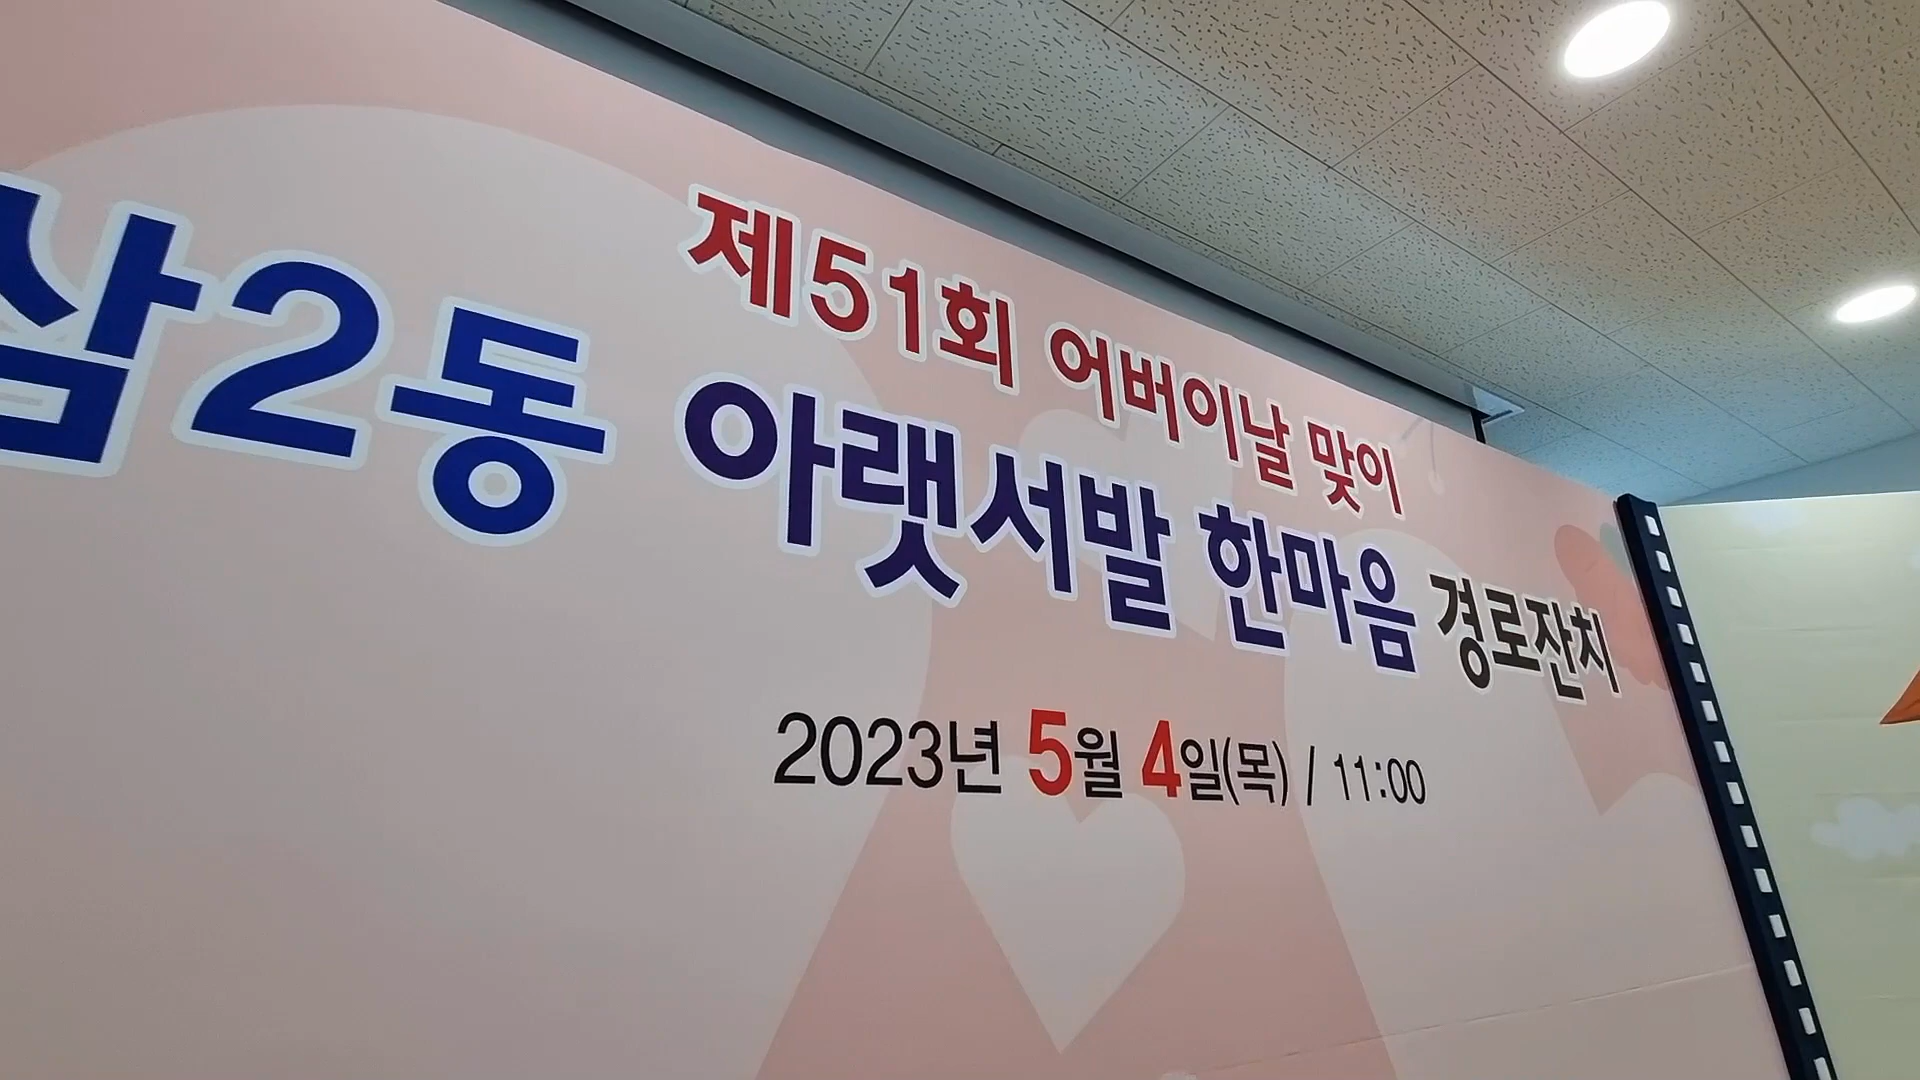 제51회 어버이날 맞이
삼2동 아랫서발 한마음 경로잔치
2023년 5월 4일(목) / 11:00